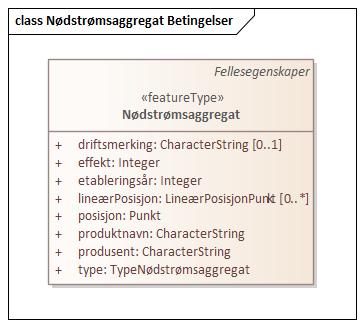 class Nødstrømsaggregat Betingelser
Fellesegenskaper
«featureType»
Nødstrømsaggregat
+ driftsmerking: CharacterString [0..1]
+ effekt: Integer
+ etableringsår: Integer
+ lineærPosisjon: LineærPosisjonPunkt [0..*]
+ posisjon: Punkt
+ produktnavn: CharacterString
+ produsent: CharacterString
+ type: TypeNødstrømsaggregat